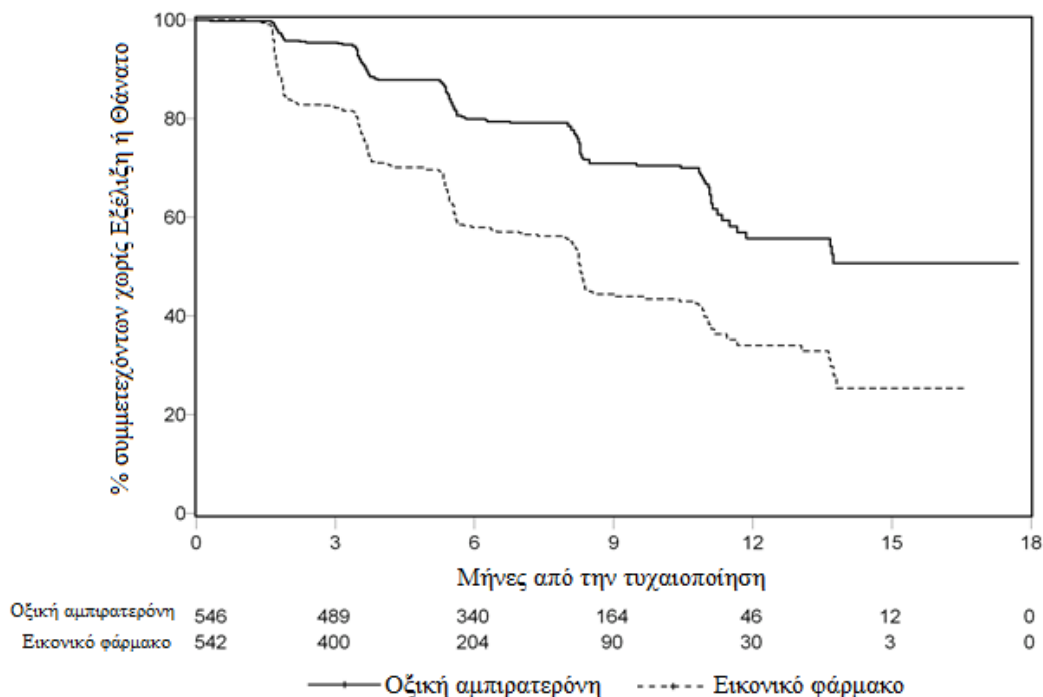 % συμμετεχόντων χωρίς Εξέλιξη ή Θάνατο
100
80
60
40
20
0
0 3 6 9 12 15 18
Μήνες από την τυχαιοποίηση
Οξική αμπιρατερόνη 546 489 340 164 46 12 0
Εικονικό φάρμακο 542 400 204 90 30 3 0
Οξική αμπιρατερόνη Εικονικό φάρμακο